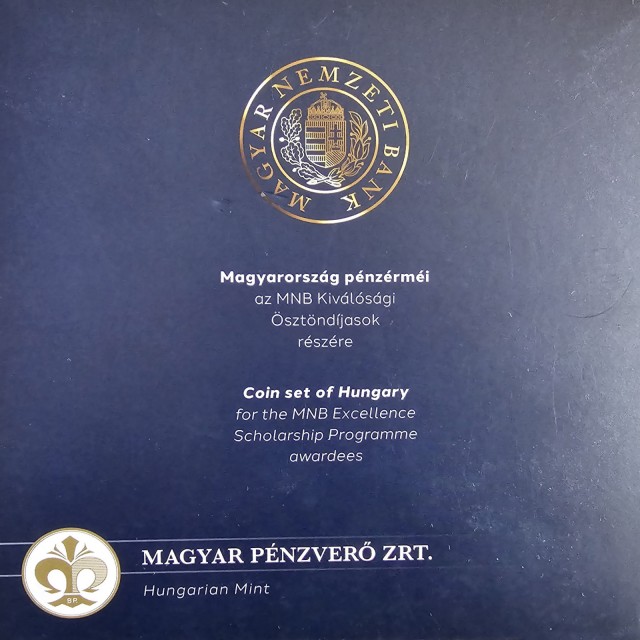 MAGYAR NEMZETI BANK
Magyarország pénzérméi
az MNB Kiválósági
Ösztöndíjasok
részére
Coin set of Hungary
for the MNB Excellence
Scholarship Programme
awardees
BP.
MAGYAR PÉNZVERŐ ZRT.
Hungarian Mint